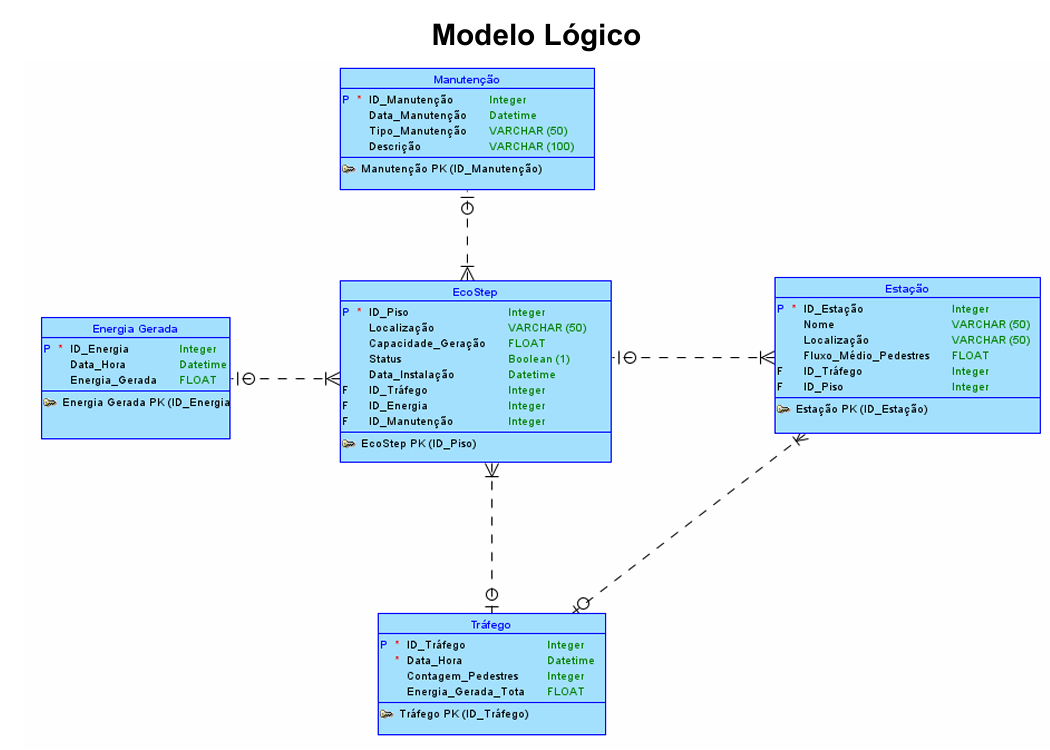 Modelo Lógico
Manutenção
P * ID_Manutenção Integer
Data_Manutenção Datetime
Tipo_Manutenção VARCHAR (50)
Descrição VARCHAR (100)
Manutenção PK (ID_Manutenção)
EcoStep
P * ID_Piso Integer
Localização VARCHAR (50)
Capacidade_Geração FLOAT
Status Boolean (1)
Data_Instalação Datetime
F ID_Tráfego Integer
F ID_Energia Integer
F ID_Manutenção Integer
EcoStep PK (ID_Piso)
Estação
P * ID_Estação Integer
Nome VARCHAR (50)
Localização VARCHAR (50)
Fluxo_Médio_Pedestres FLOAT
F ID_Tráfego Integer
F ID_Piso Integer
Estação PK (ID_Estação)
Energia Gerada
P * ID_Energia Integer
Data_Hora Datetime
Energia_Gerada FLOAT
Energia Gerada PK (ID_Energia
Tráfego
P * ID_Tráfego Integer
* Data_Hora Datetime
Contagem_Pedestres Integer
Energia_Gerada_Tota FLOAT
Tráfego PK (ID_Tráfego)